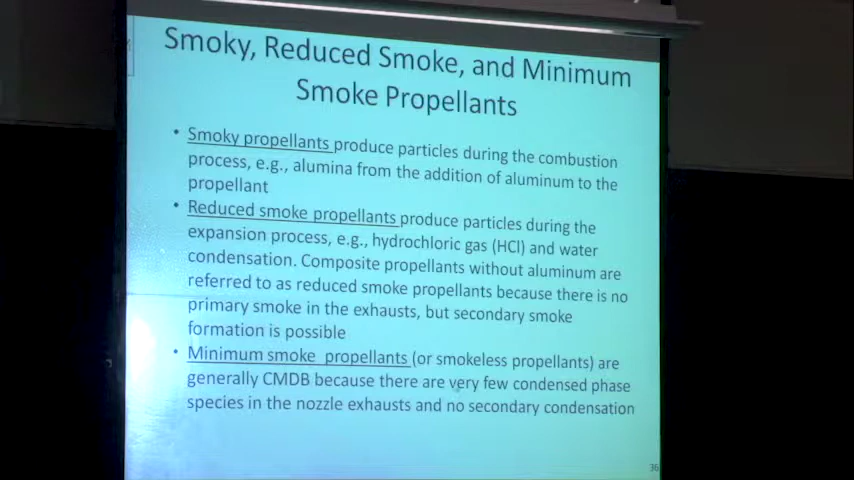 Smoky, Reduced Smoke, and Minimum
Smoke Propellants
• Smoky propellants produce particles during the combustion
process, e.g., alumina from the addition of aluminum to the
propellant
• Reduced smoke propellants produce particles during the
expansion process, e.g., hydrochloric gas (HCl) and water
condensation. Composite propellants without aluminum are
referred to as reduced smoke propellants because there is no
primary smoke in the exhausts, but secondary smoke
formation is possible
• Minimum smoke propellants (or smokeless propellants) are
generally CMDB because there are very few condensed phase
species in the nozzle exhausts and no secondary condensation
36